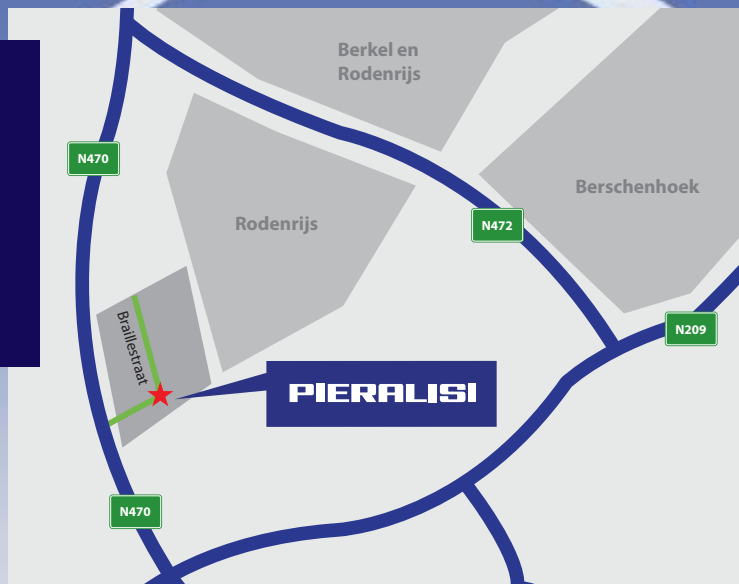 Berkel en
Rodenrijs
N470
Berschenhoek
Rodenrijs
N472
Braillestraat
N209
PIERALISI
N470